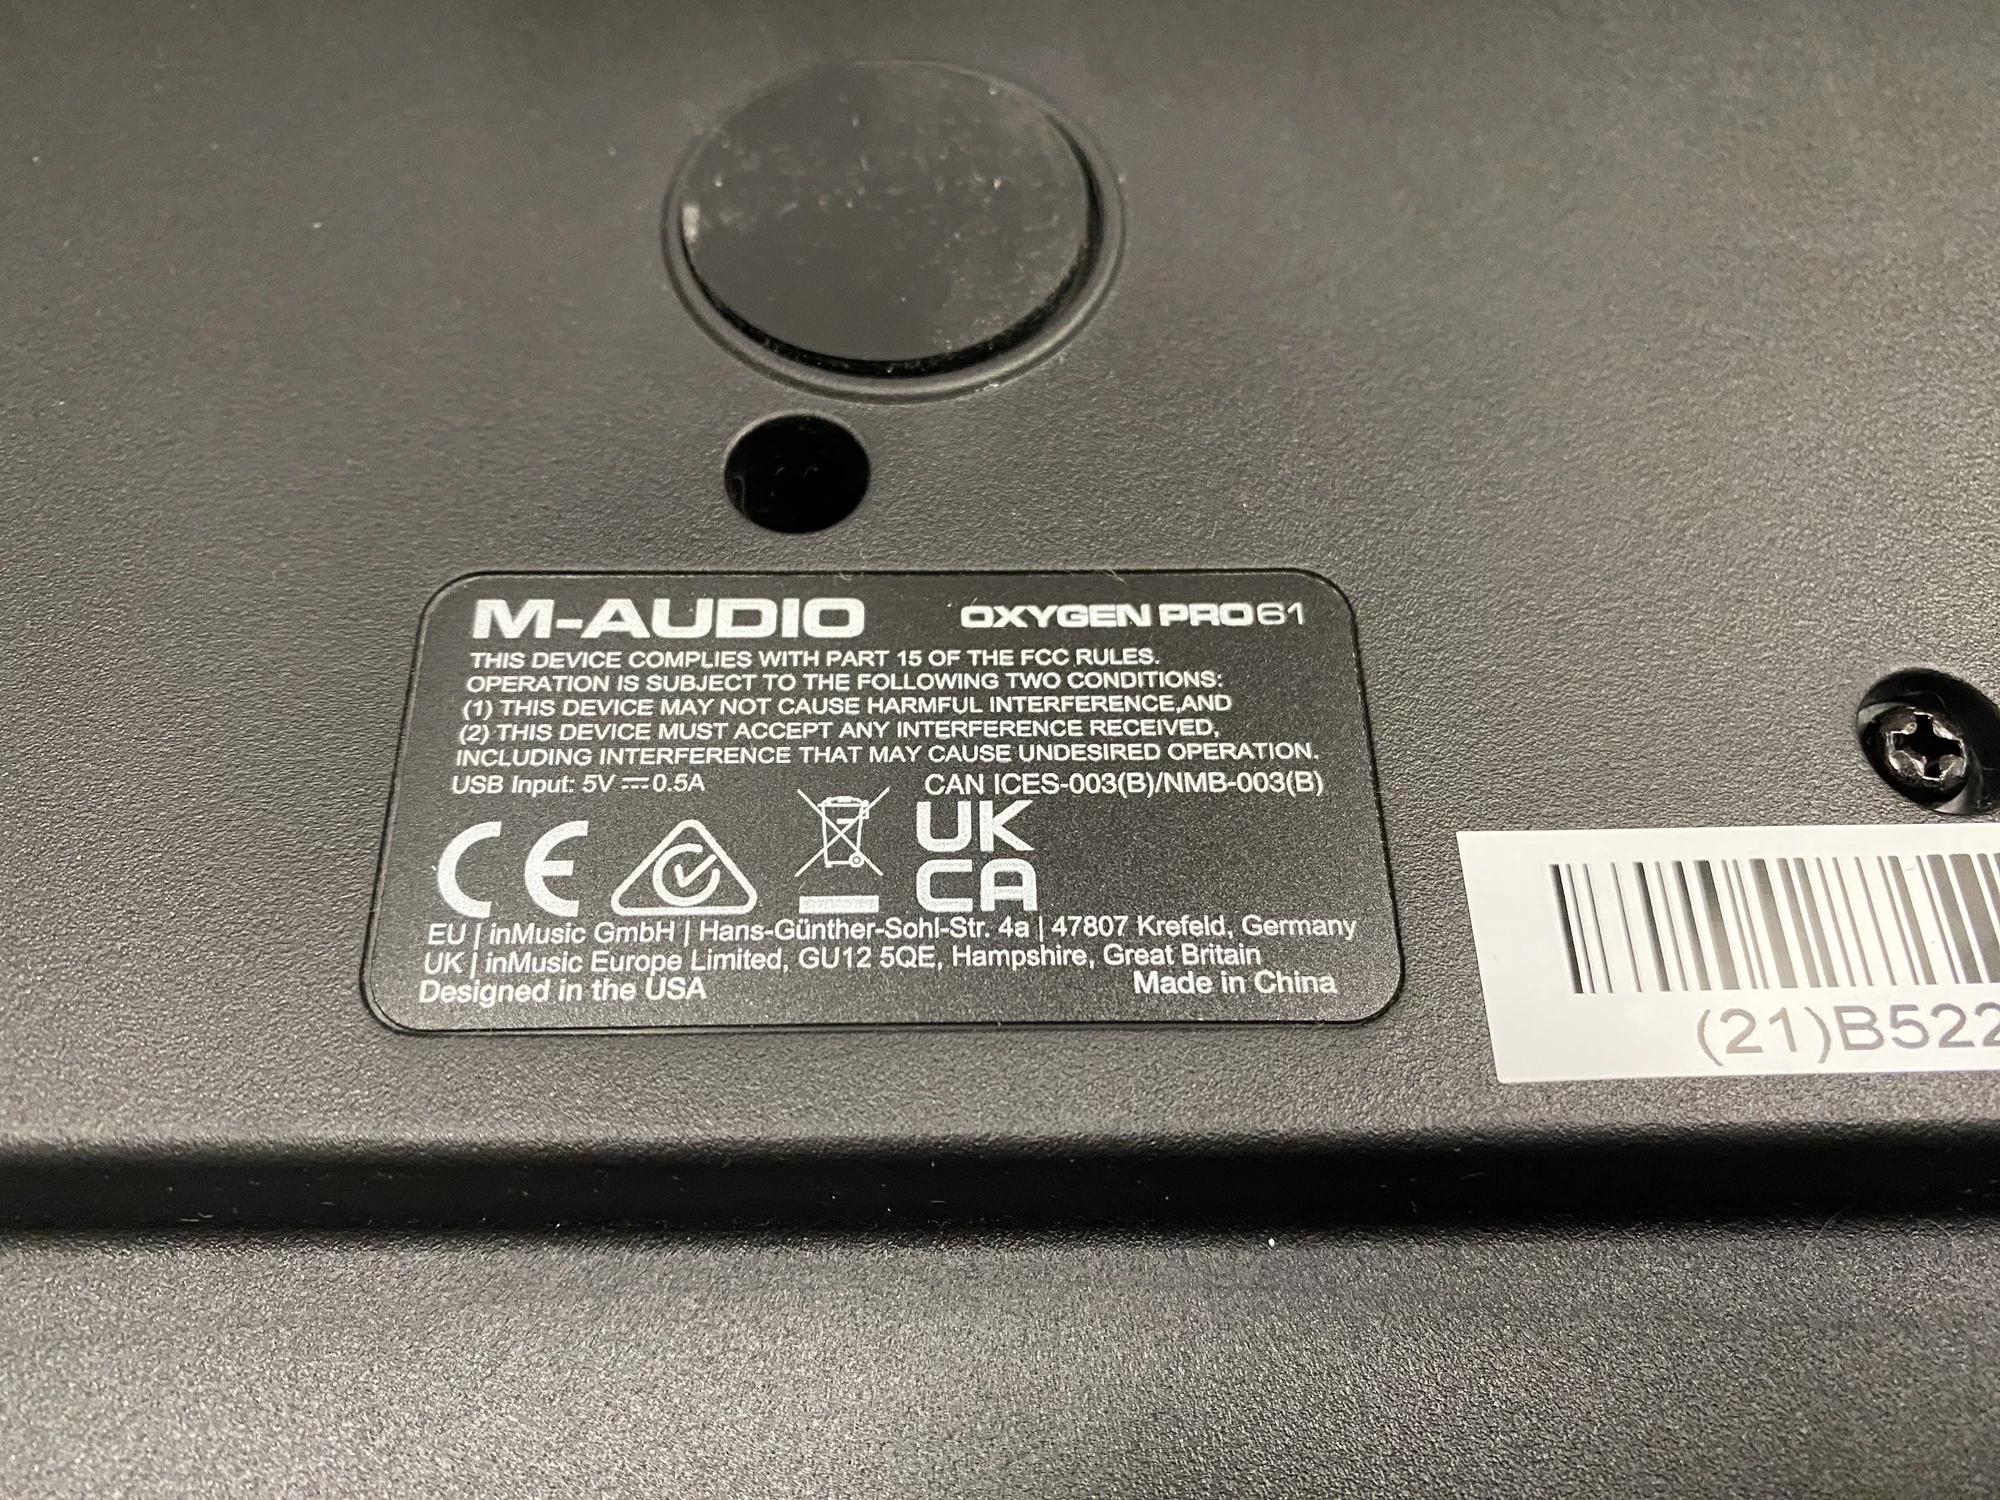 M-AUDIO OXYGEN PRO 61
THIS DEVICE COMPLIES WITH PART 15 OF THE FCC RULES.
OPERATION IS SUBJECT TO THE FOLLOWING TWO CONDITIONS:
(1) THIS DEVICE MAY NOT CAUSE HARMFUL INTERFERENCE,AND
(2) THIS DEVICE MUST ACCEPT ANY INTERFERENCE RECEIVED,
INCLUDING INTERFERENCE THAT MAY CAUSE UNDESIRED OPERATION.
USB Input: 5V ⎓ 0.5A CAN ICES-003(B)/NMB-003(B)
CE
UK
CA
EU | inMusic GmbH | Hans-Günther-Sohl-Str. 4a | 47807 Krefeld, Germany
UK | inMusic Europe Limited, GU12 5QE, Hampshire, Great Britain
Designed in the USA Made in China
(21)B522